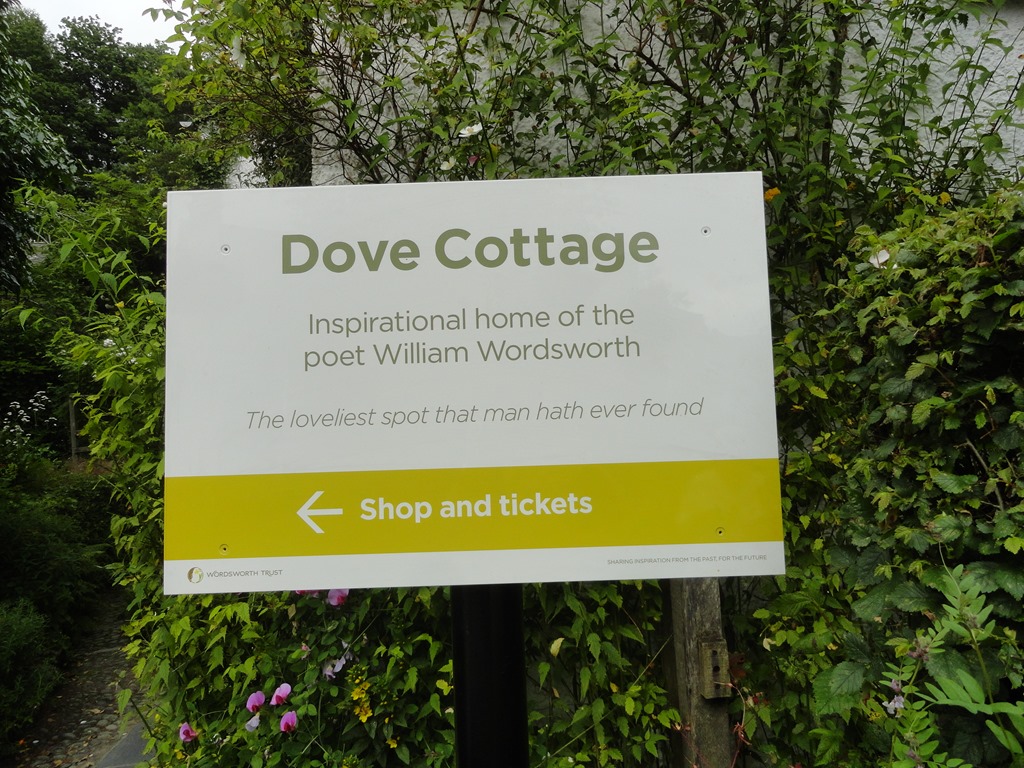 Dove Cottage
Inspirational home of the
poet William Wordsworth
The loveliest spot that man hath ever found
← Shop and tickets
WORDSWORTH TRUST
SHARING INSPIRATION FROM THE PAST, FOR THE FUTURE